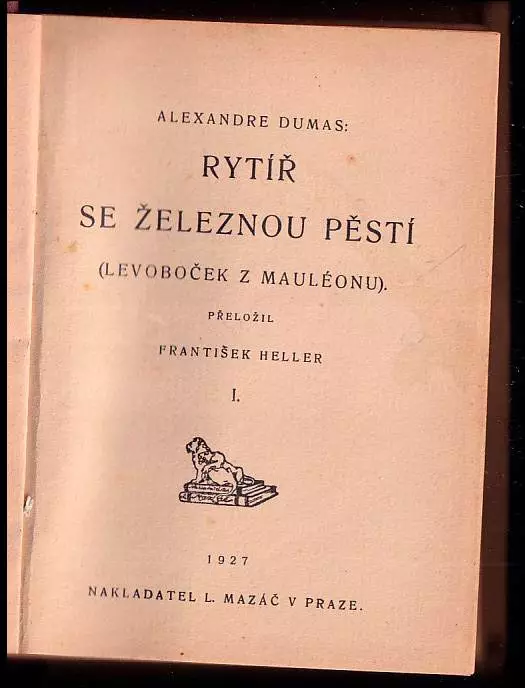 ALEXANDRE DUMAS:
RYTÍŘ
SE ŽELEZNOU PĚSTÍ
(LEVOBOČEK Z MAULÉONU).
PŘELOŽIL
FRANTIŠEK HELLER
I.
1927
NAKLADATEL L. MAZÁČ V PRAZE.